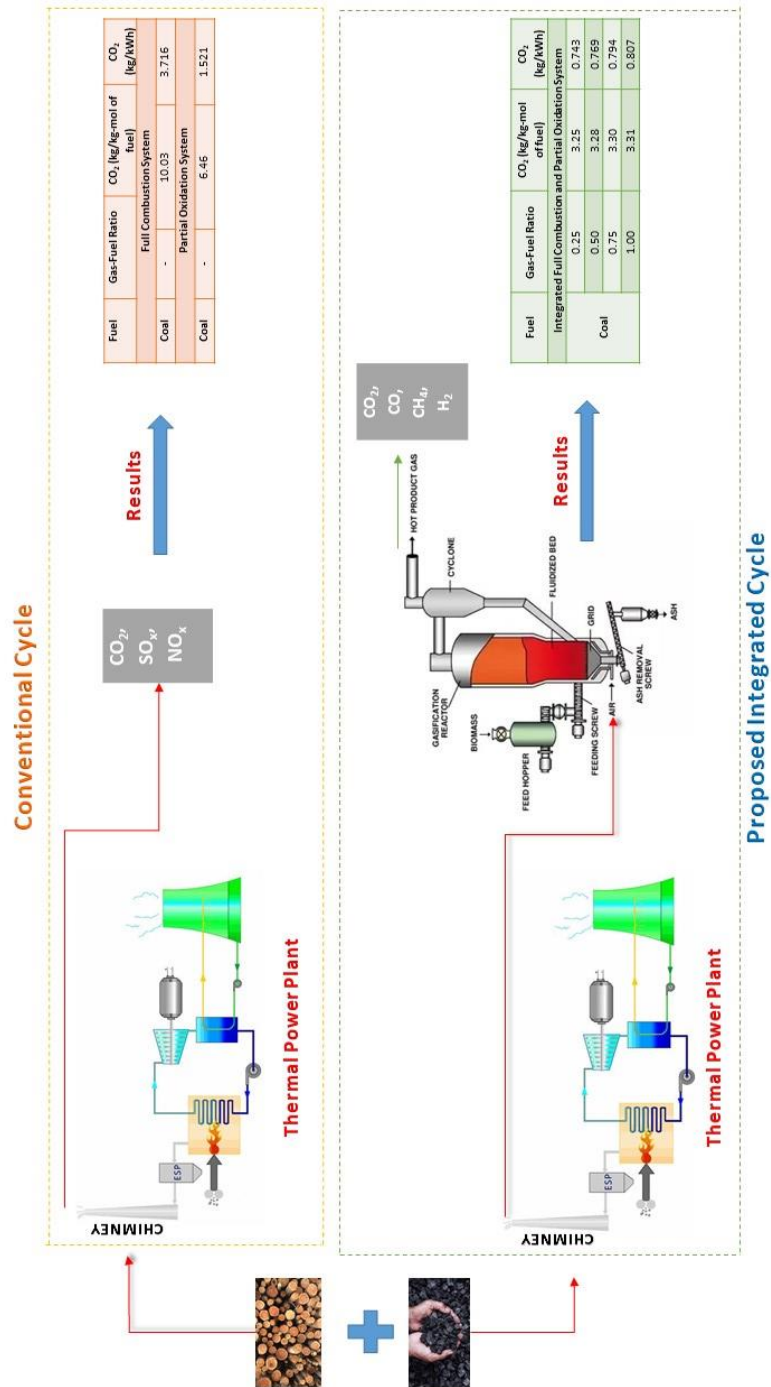 Conventional Cycle
CHIMNEY
ESP
Thermal Power Plant
CO₂,
SOₓ,
NOₓ
Results
Fuel Gas-Fuel Ratio CO₂ (kg/kg-mol of fuel) CO₂ (kg/kWh)
Full Combustion System
Coal - 10.03 3.716
Partial Oxidation System
Coal - 6.46 1.521
CHIMNEY
ESP
Thermal Power Plant
GASIFICATION REACTOR
BIOMASS
FEED HOPPER
FEEDING SCREW
AIR
ASH REMOVAL SCREW
ASH
GRID
FLUIDIZED BED
CYCLONE
HOT PRODUCT GAS
CO₂,
CO,
CH₄,
H₂
Results
Fuel Gas-Fuel Ratio CO₂ (kg/kg-mol of fuel) CO₂ (kg/kWh)
Integrated Full Combustion and Partial Oxidation System
Coal 0.25 3.25 0.743
0.50 3.28 0.769
0.75 3.30 0.794
1.00 3.31 0.807
Proposed Integrated Cycle